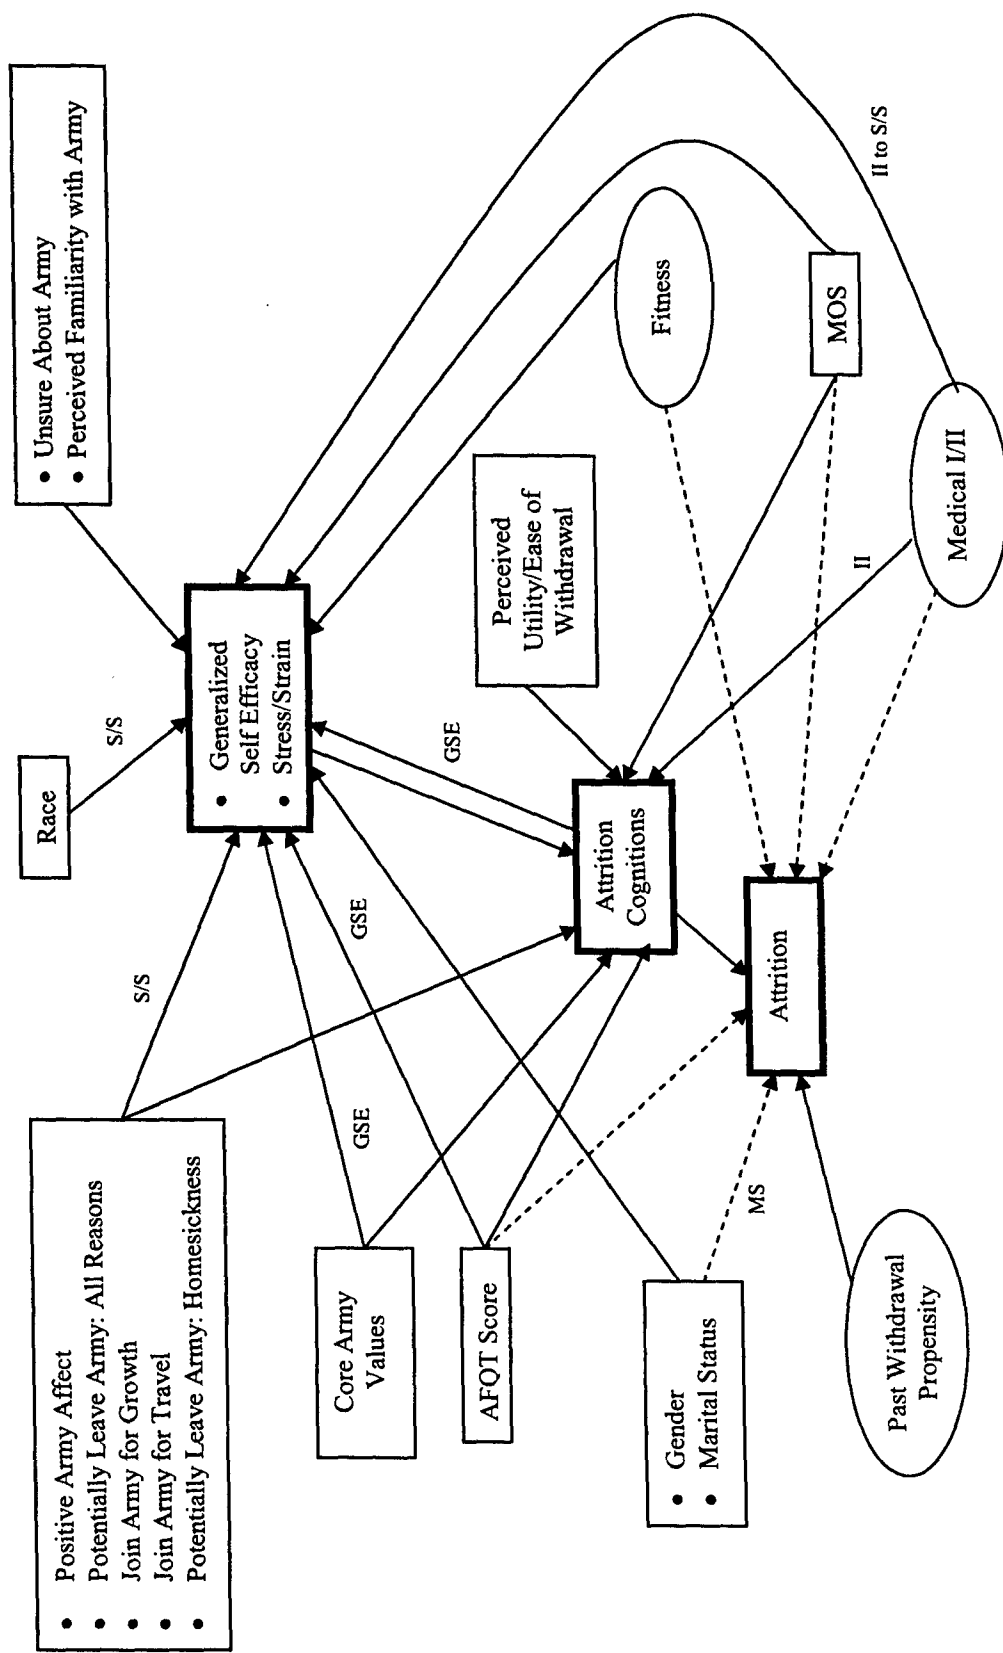 • Positive Army Affect
• Potentially Leave Army: All Reasons
• Join Army for Growth
• Join Army for Travel
• Potentially Leave Army: Homesickness
Race
• Unsure About Army
• Perceived Familiarity with Army
S/S
S/S
• Generalized
Self Efficacy
• Stress/Strain
Core Army
Values
GSE
GSE
GSE
AFQT Score
Attrition
Cognitions
Perceived
Utility/Ease of
Withdrawal
Fitness
• Gender
• Marital Status
MS
Attrition
MOS
II
II to S/S
Past Withdrawal
Propensity
Medical I/II